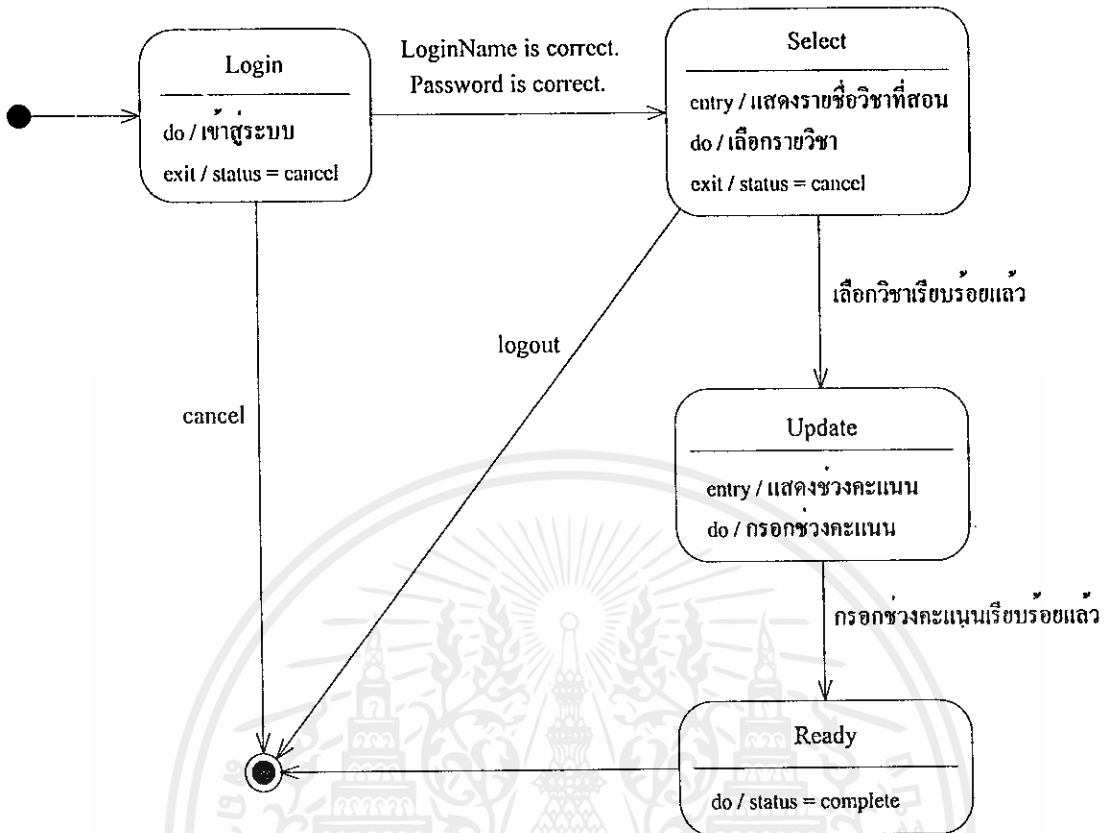 Login
do / เข้าสู่ระบบ
exit / status = cancel
LoginName is correct.
Password is correct.
Select
entry / แสดงรายชื่อวิชาที่สอน
do / เลือกรายวิชา
exit / status = cancel
เลือกวิชาเรียบร้อยแล้ว
logout
cancel
Update
entry / แสดงช่วงคะแนน
do / กรอกช่วงคะแนน
กรอกช่วงคะแนนเรียบร้อยแล้ว
Ready
do / status = complete